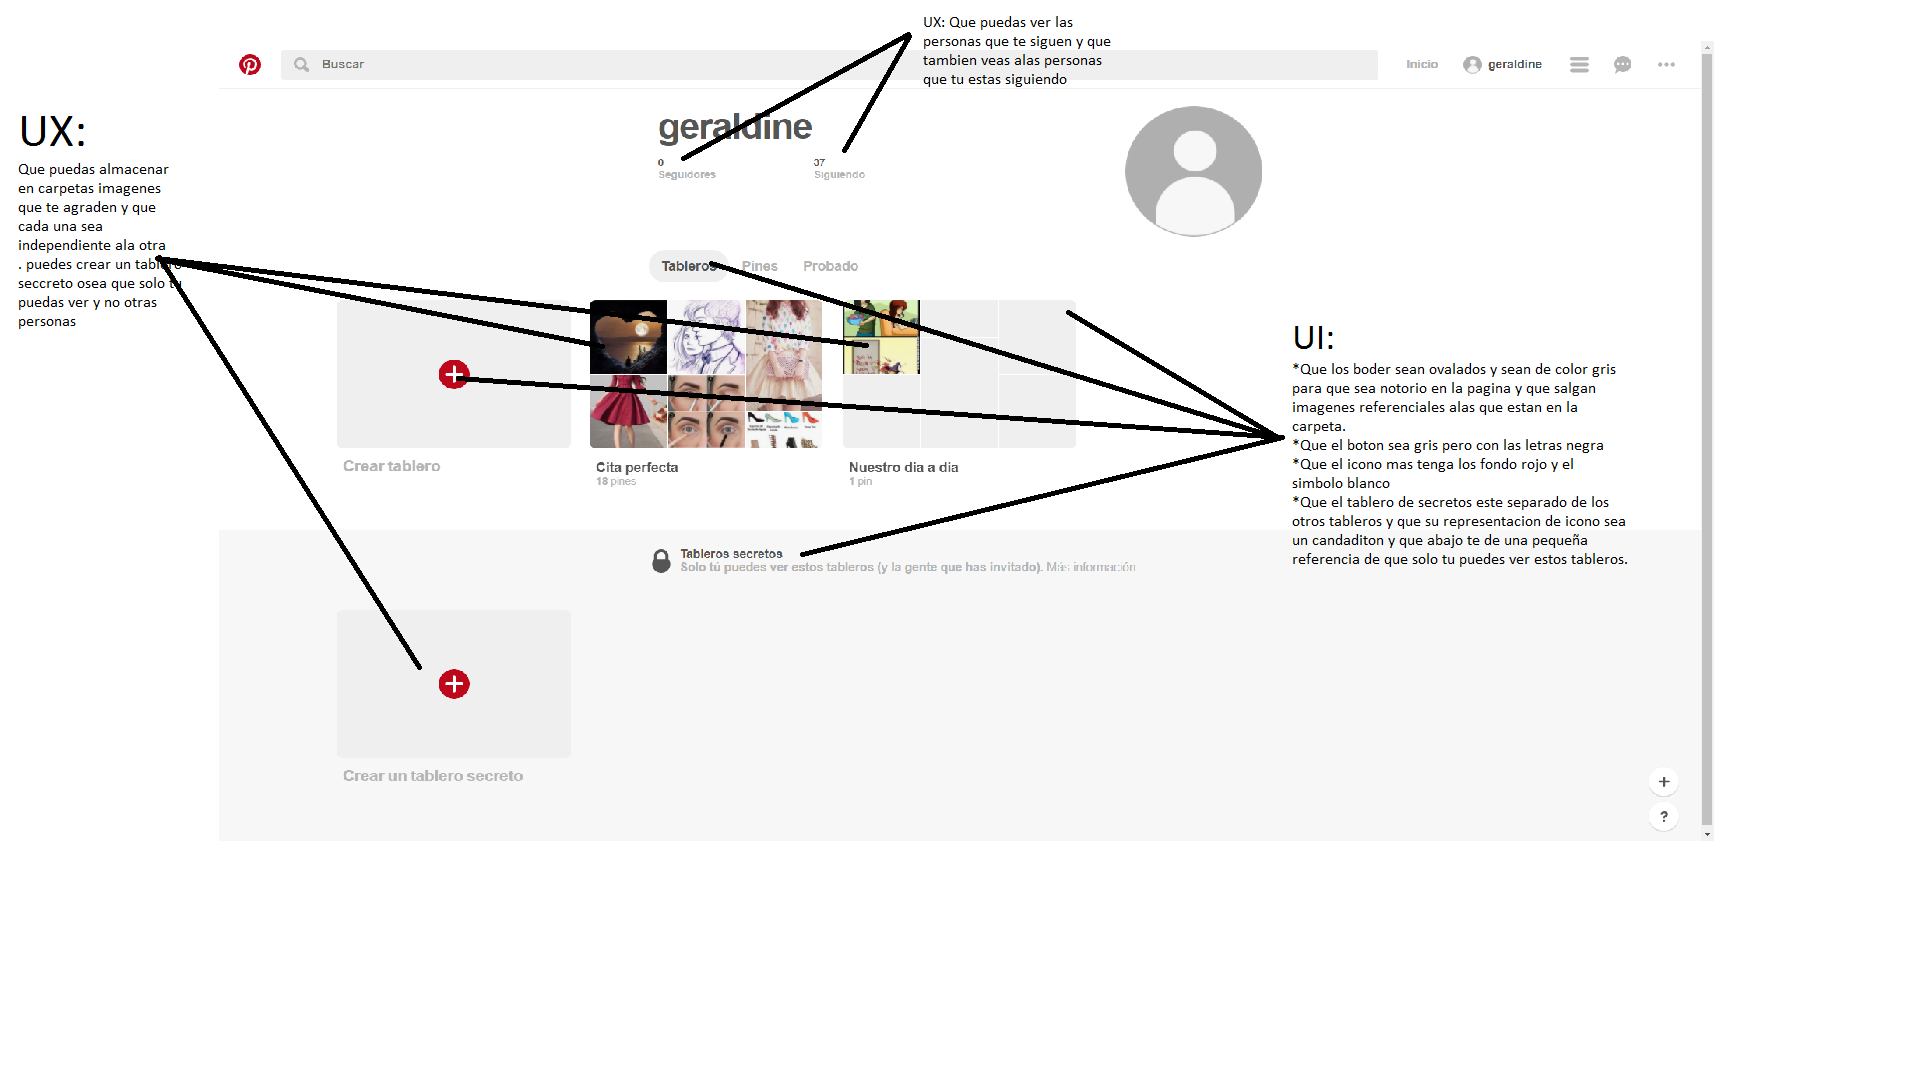 UX: Que puedas ver las
personas que te siguen y que
tambien veas alas personas
que tu estas siguiendo
Buscar
Inicio
geraldine
UX:
Que puedas almacenar
en carpetas imagenes
que te agraden y que
cada una sea
independiente ala otra
. puedes crear un tablero
seccreto osea que solo tu
puedas ver y no otras
personas
geraldine
0
Seguidores
37
Siguiendo
Tableros
Pines
Probado
Crear tablero
Cita perfecta
18 pines
Nuestro dia a dia
1 pin
UI:
*Que los boder sean ovalados y sean de color gris
para que sea notorio en la pagina y que salgan
imagenes referenciales alas que estan en la
carpeta.
*Que el boton sea gris pero con las letras negra
*Que el icono mas tenga los fondo rojo y el
simbolo blanco
*Que el tablero de secretos este separado de los
otros tableros y que su representacion de icono sea
un candaditon y que abajo te de una pequeña
referencia de que solo tu puedes ver estos tableros.
Tableros secretos
Solo tú puedes ver estos tableros (y la gente que has invitado). Más información
Crear un tablero secreto
+
?